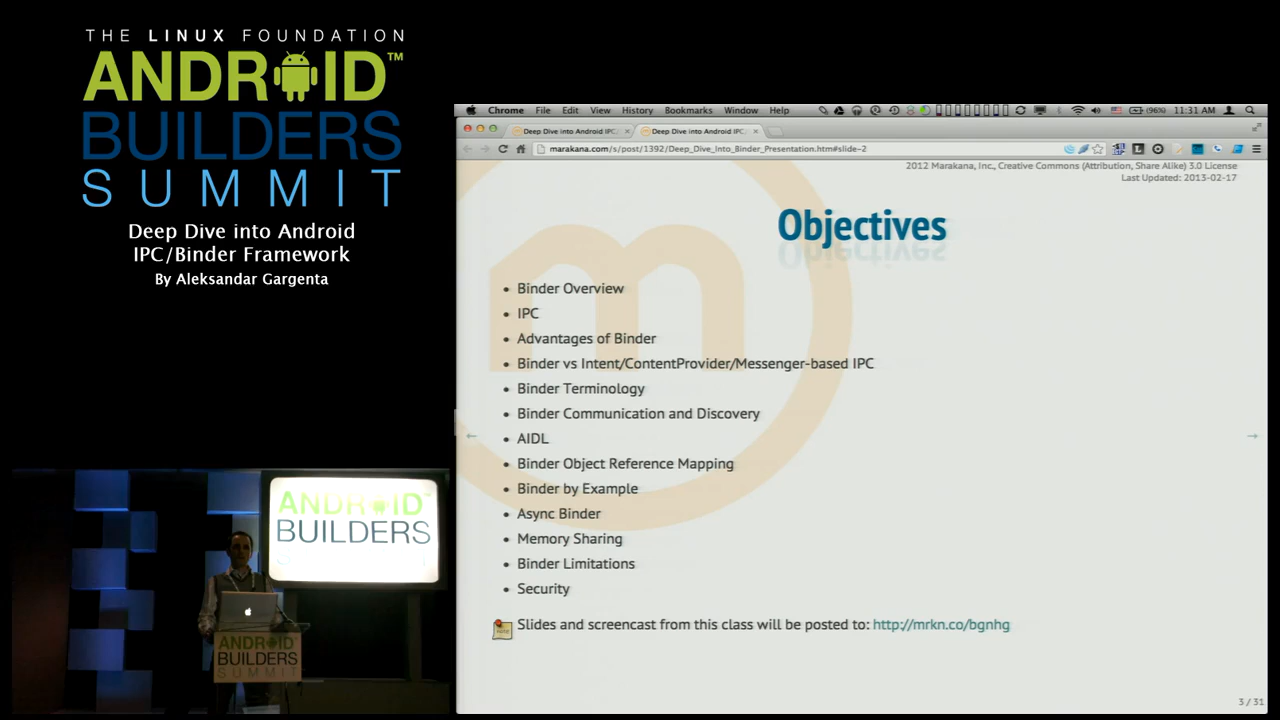 THE LINUX FOUNDATION
ANDROID™
BUILDERS
SUMMIT
Deep Dive into Android
IPC/Binder Framework
By Aleksandar Gargenta
Chrome File Edit View History Bookmarks Window Help (96%) 11:31 AM
Deep Dive into Android IPC Deep Dive into Android IPC
marakana.com/s/post/1392/Deep_Dive_Into_Binder_Presentation.htm#slide-2
2012 Marakana, Inc., Creative Commons (Attribution, Share Alike) 3.0 License
Last Updated: 2013-02-17
Objectives
• Binder Overview
• IPC
• Advantages of Binder
• Binder vs Intent/ContentProvider/Messenger-based IPC
• Binder Terminology
• Binder Communication and Discovery
• AIDL
• Binder Object Reference Mapping
• Binder by Example
• Async Binder
• Memory Sharing
• Binder Limitations
• Security
Slides and screencast from this class will be posted to: http://mrkn.co/bgnhg
3 / 31
ANDROID
BUILDERS
ANDROID
BUILDERS
SUMMIT